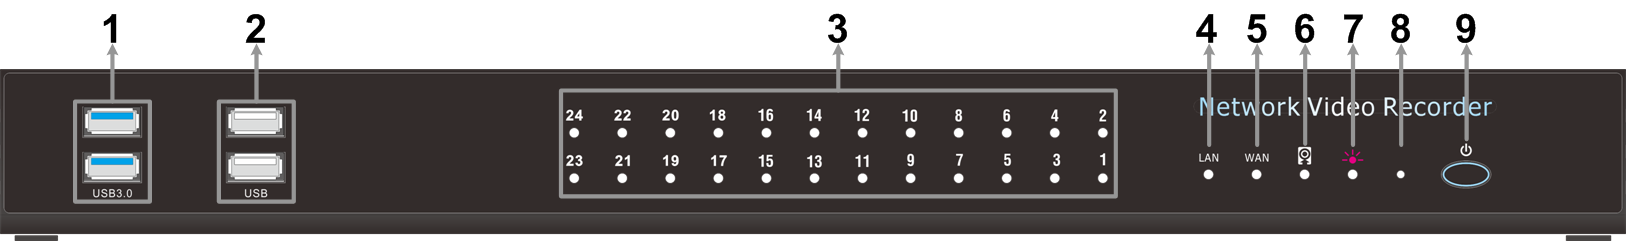 1 2 3 4 5 6 7 8 9
Network Video Recorder
24 22 20 18 16 14 12 10 8 6 4 2
23 21 19 17 15 13 11 9 7 5 3 1
LAN WAN
USB3.0 USB